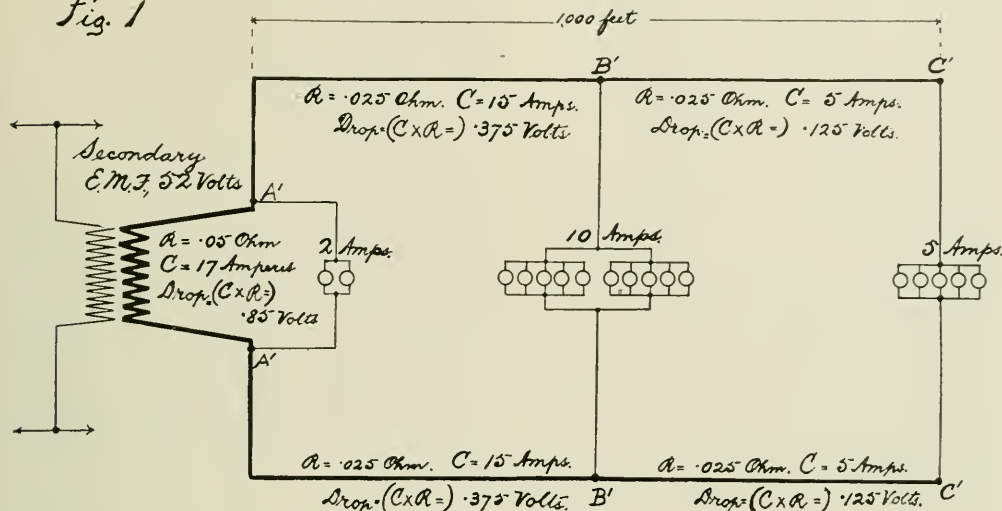 Fig. 1
1,000 feet
B'
C'
R = .025 Ohm. C = 15 Amps.
Drop = (C x R =) .375 Volts
R = .025 Ohm. C = 5 Amps.
Drop = (C x R =) .125 Volts.
Secondary
E.M.F., 52 Volts
A'
R = .05 Ohm
C = 17 Amperes
Drop = (C x R =)
.85 Volts
2 Amps.
10 Amps.
5 Amps.
A'
R = .025 Ohm. C = 15 Amps.
Drop = (C x R =) .375 Volts.
B'
R = .025 Ohm. C = 5 Amps.
Drop = (C x R =) .125 Volts.
C'